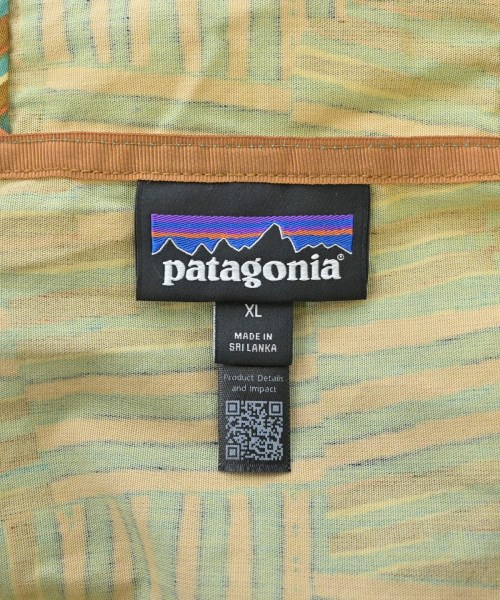 patagonia®
XL
MADE IN
SRI LANKA
Product Details
and Impact